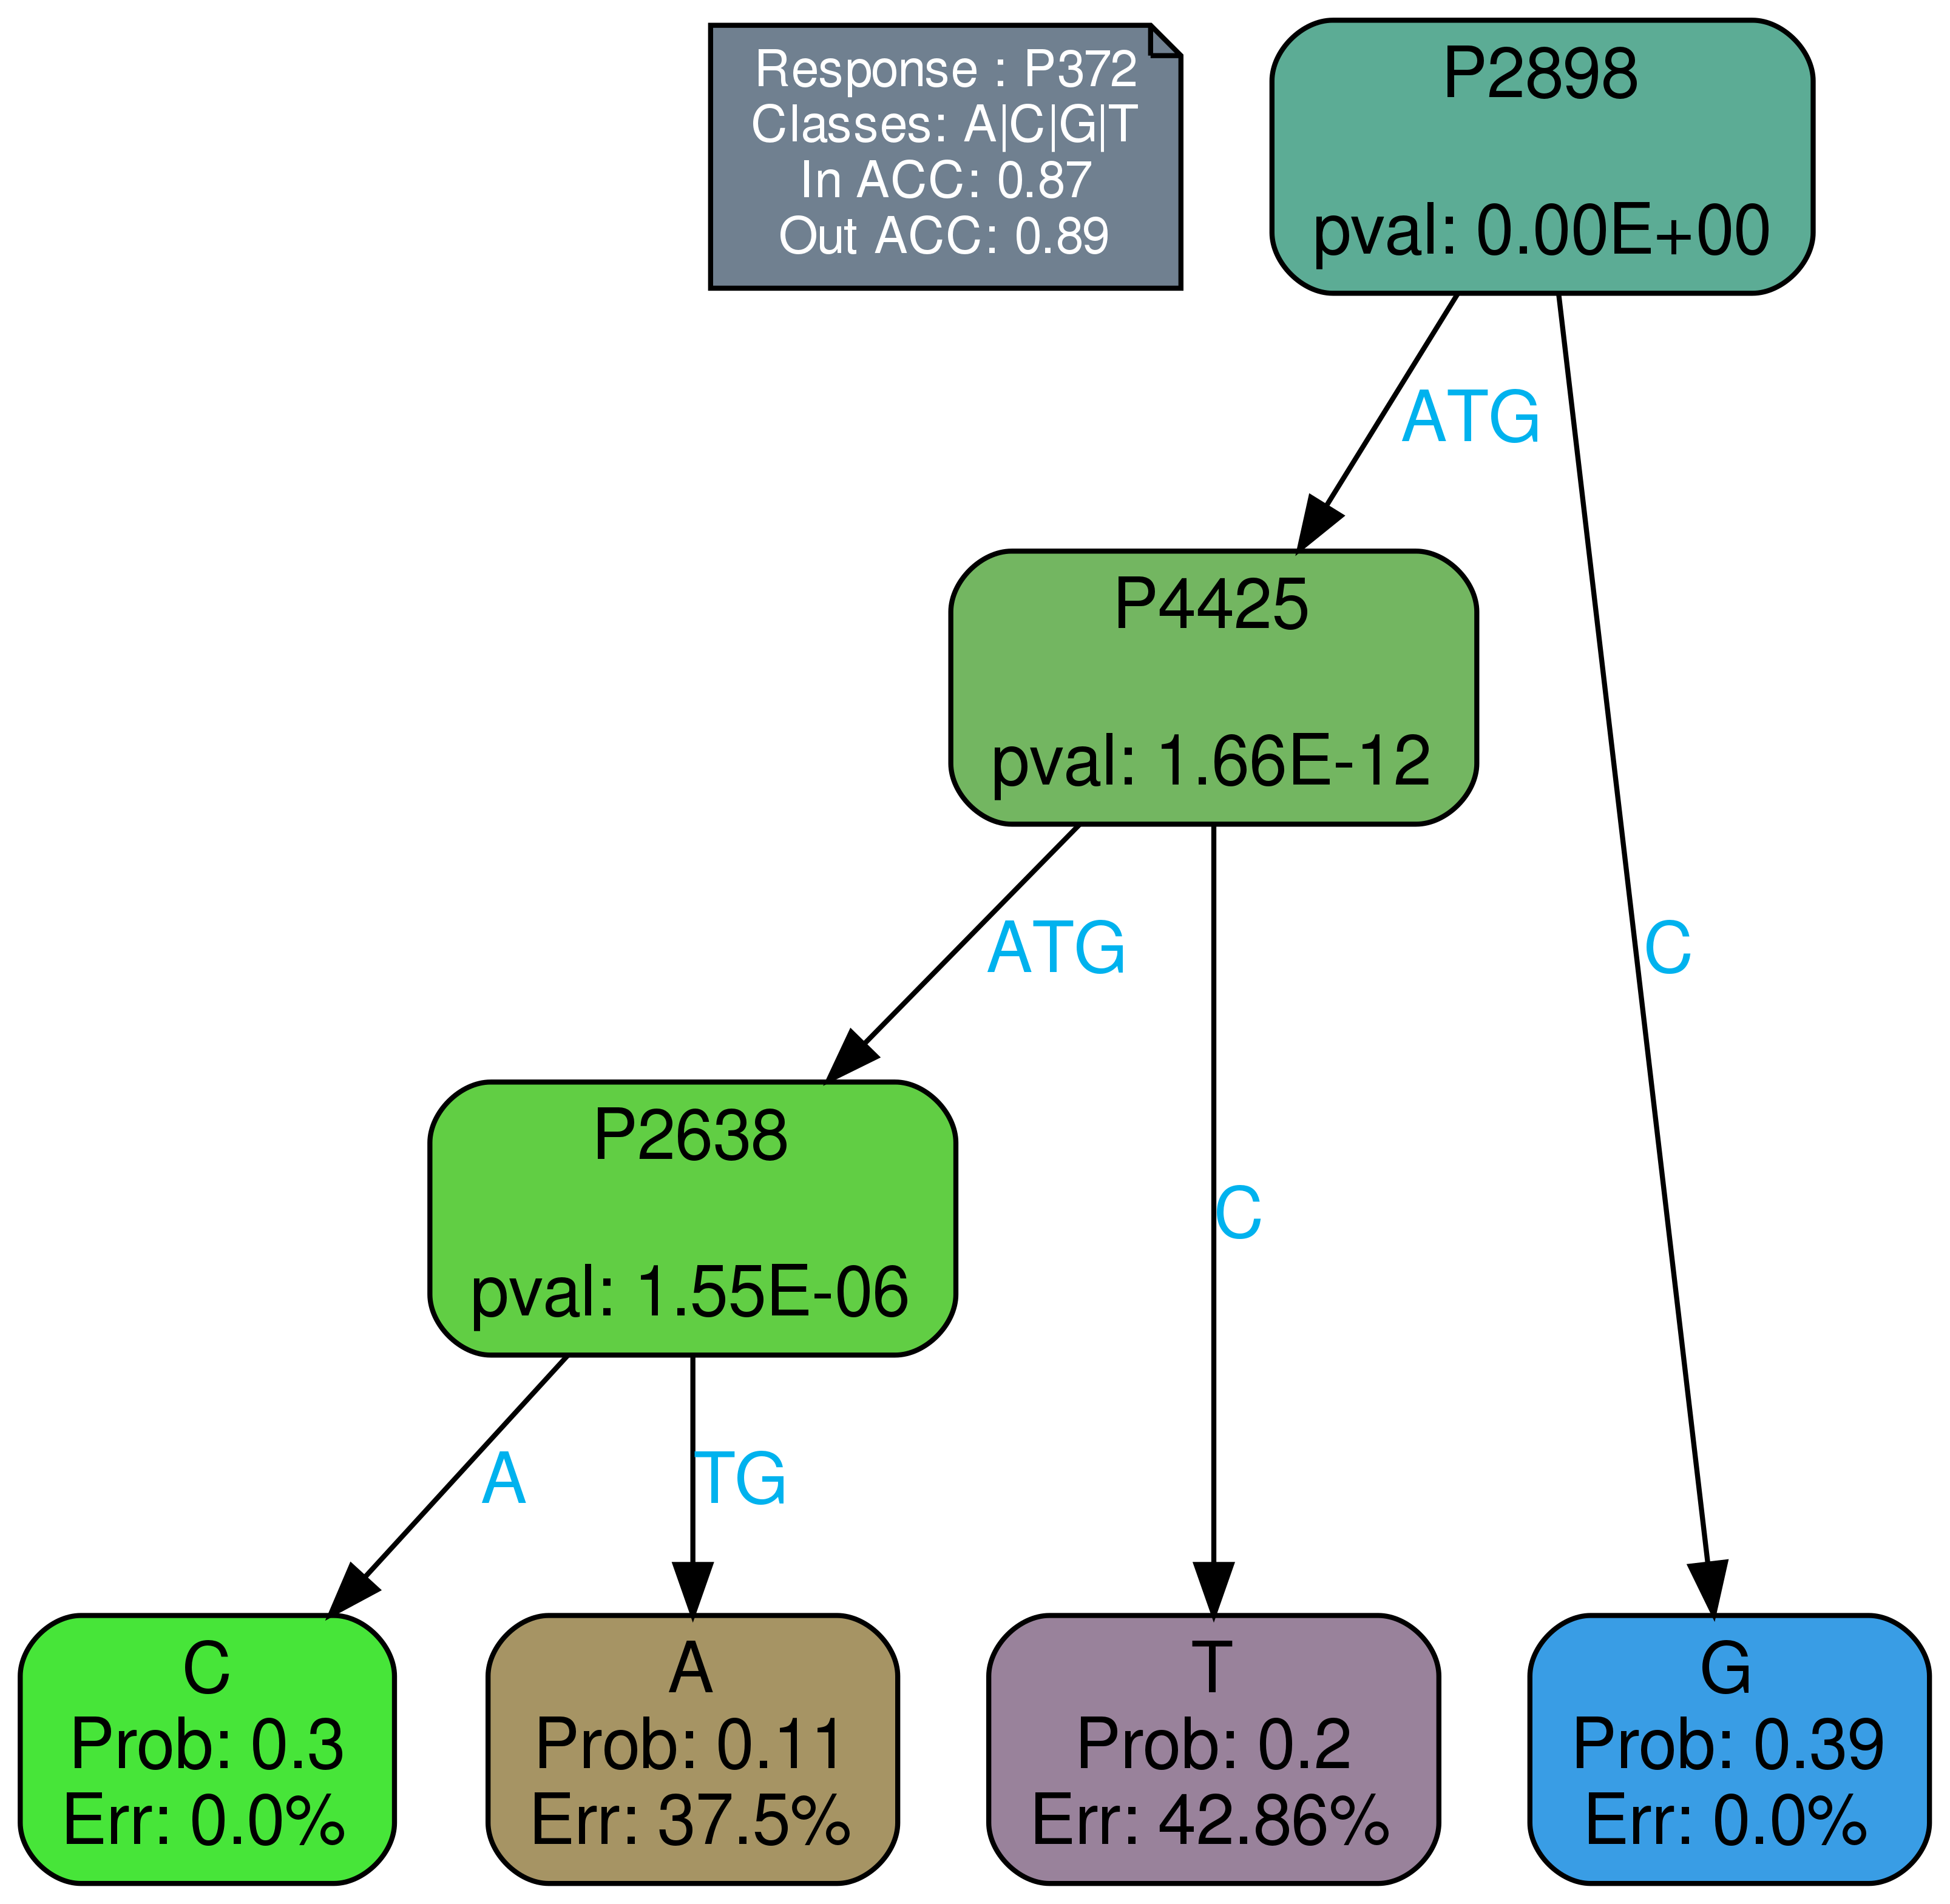 Response : P372
Classes: A|C|G|T
In ACC: 0.87
Out ACC: 0.89
P2898
pval: 0.00E+00
ATG
C
P4425
pval: 1.66E-12
ATG
C
P2638
pval: 1.55E-06
A
TG
C
Prob: 0.3
Err: 0.0%
A
Prob: 0.11
Err: 37.5%
T
Prob: 0.2
Err: 42.86%
G
Prob: 0.39
Err: 0.0%